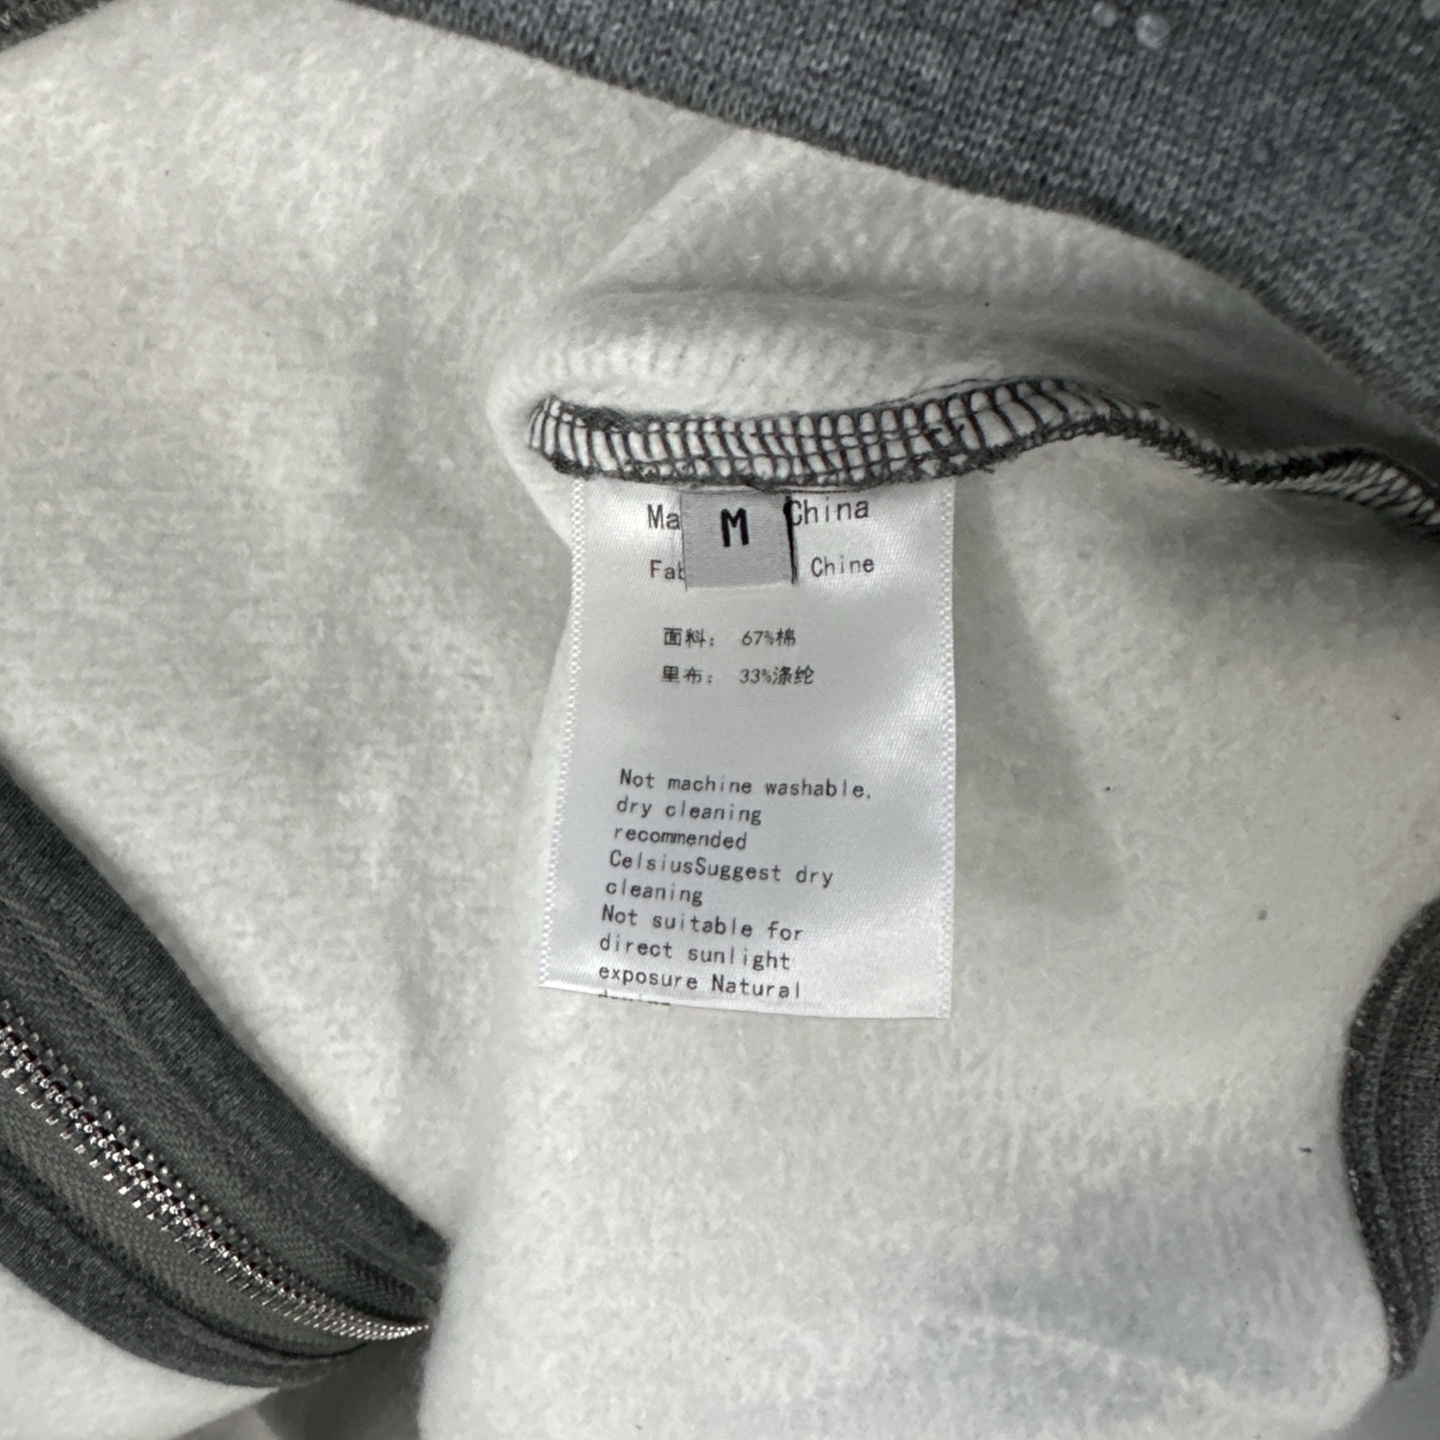 Ma M China
Fab Chine
面料： 67%棉
里布： 33%涤纶
Not machine washable,
dry cleaning
recommended
CelsiusSuggest dry
cleaning
Not suitable for
direct sunlight
exposure Natural